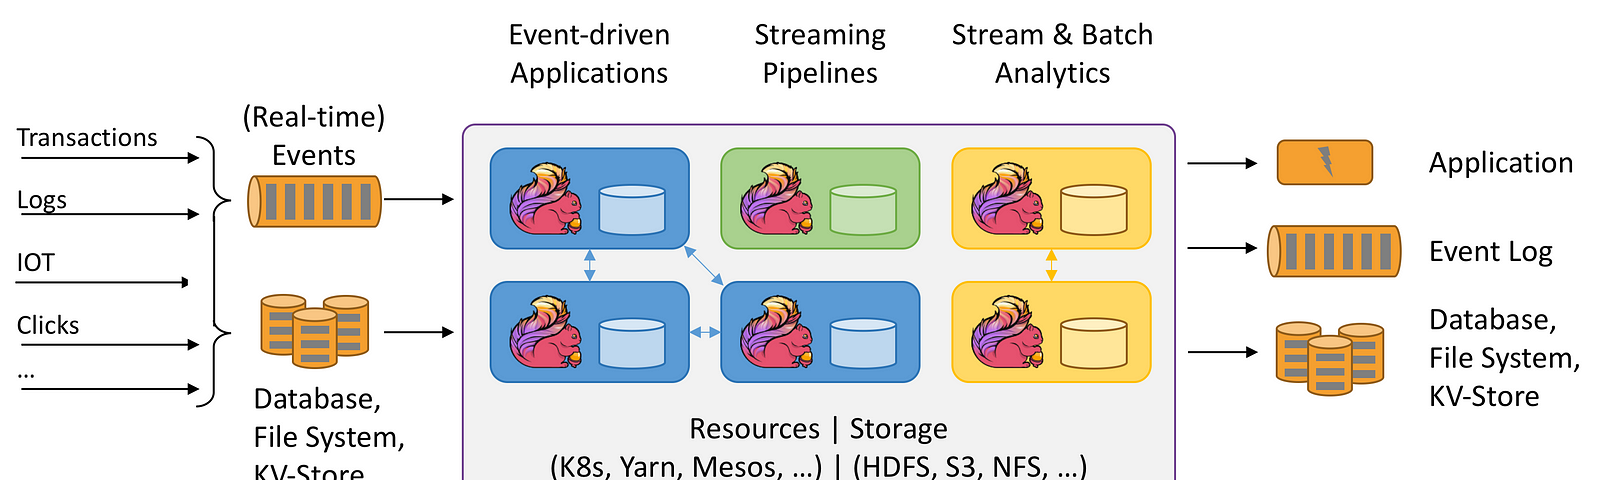 Event-driven
Applications
Streaming
Pipelines
Stream & Batch
Analytics
Transactions
Logs
IOT
Clicks
...
(Real-time)
Events
Database,
File System,
KV-Store
Application
Event Log
Database,
File System,
KV-Store
Resources | Storage
(K8s, Yarn, Mesos, ...) | (HDFS, S3, NFS, ...)